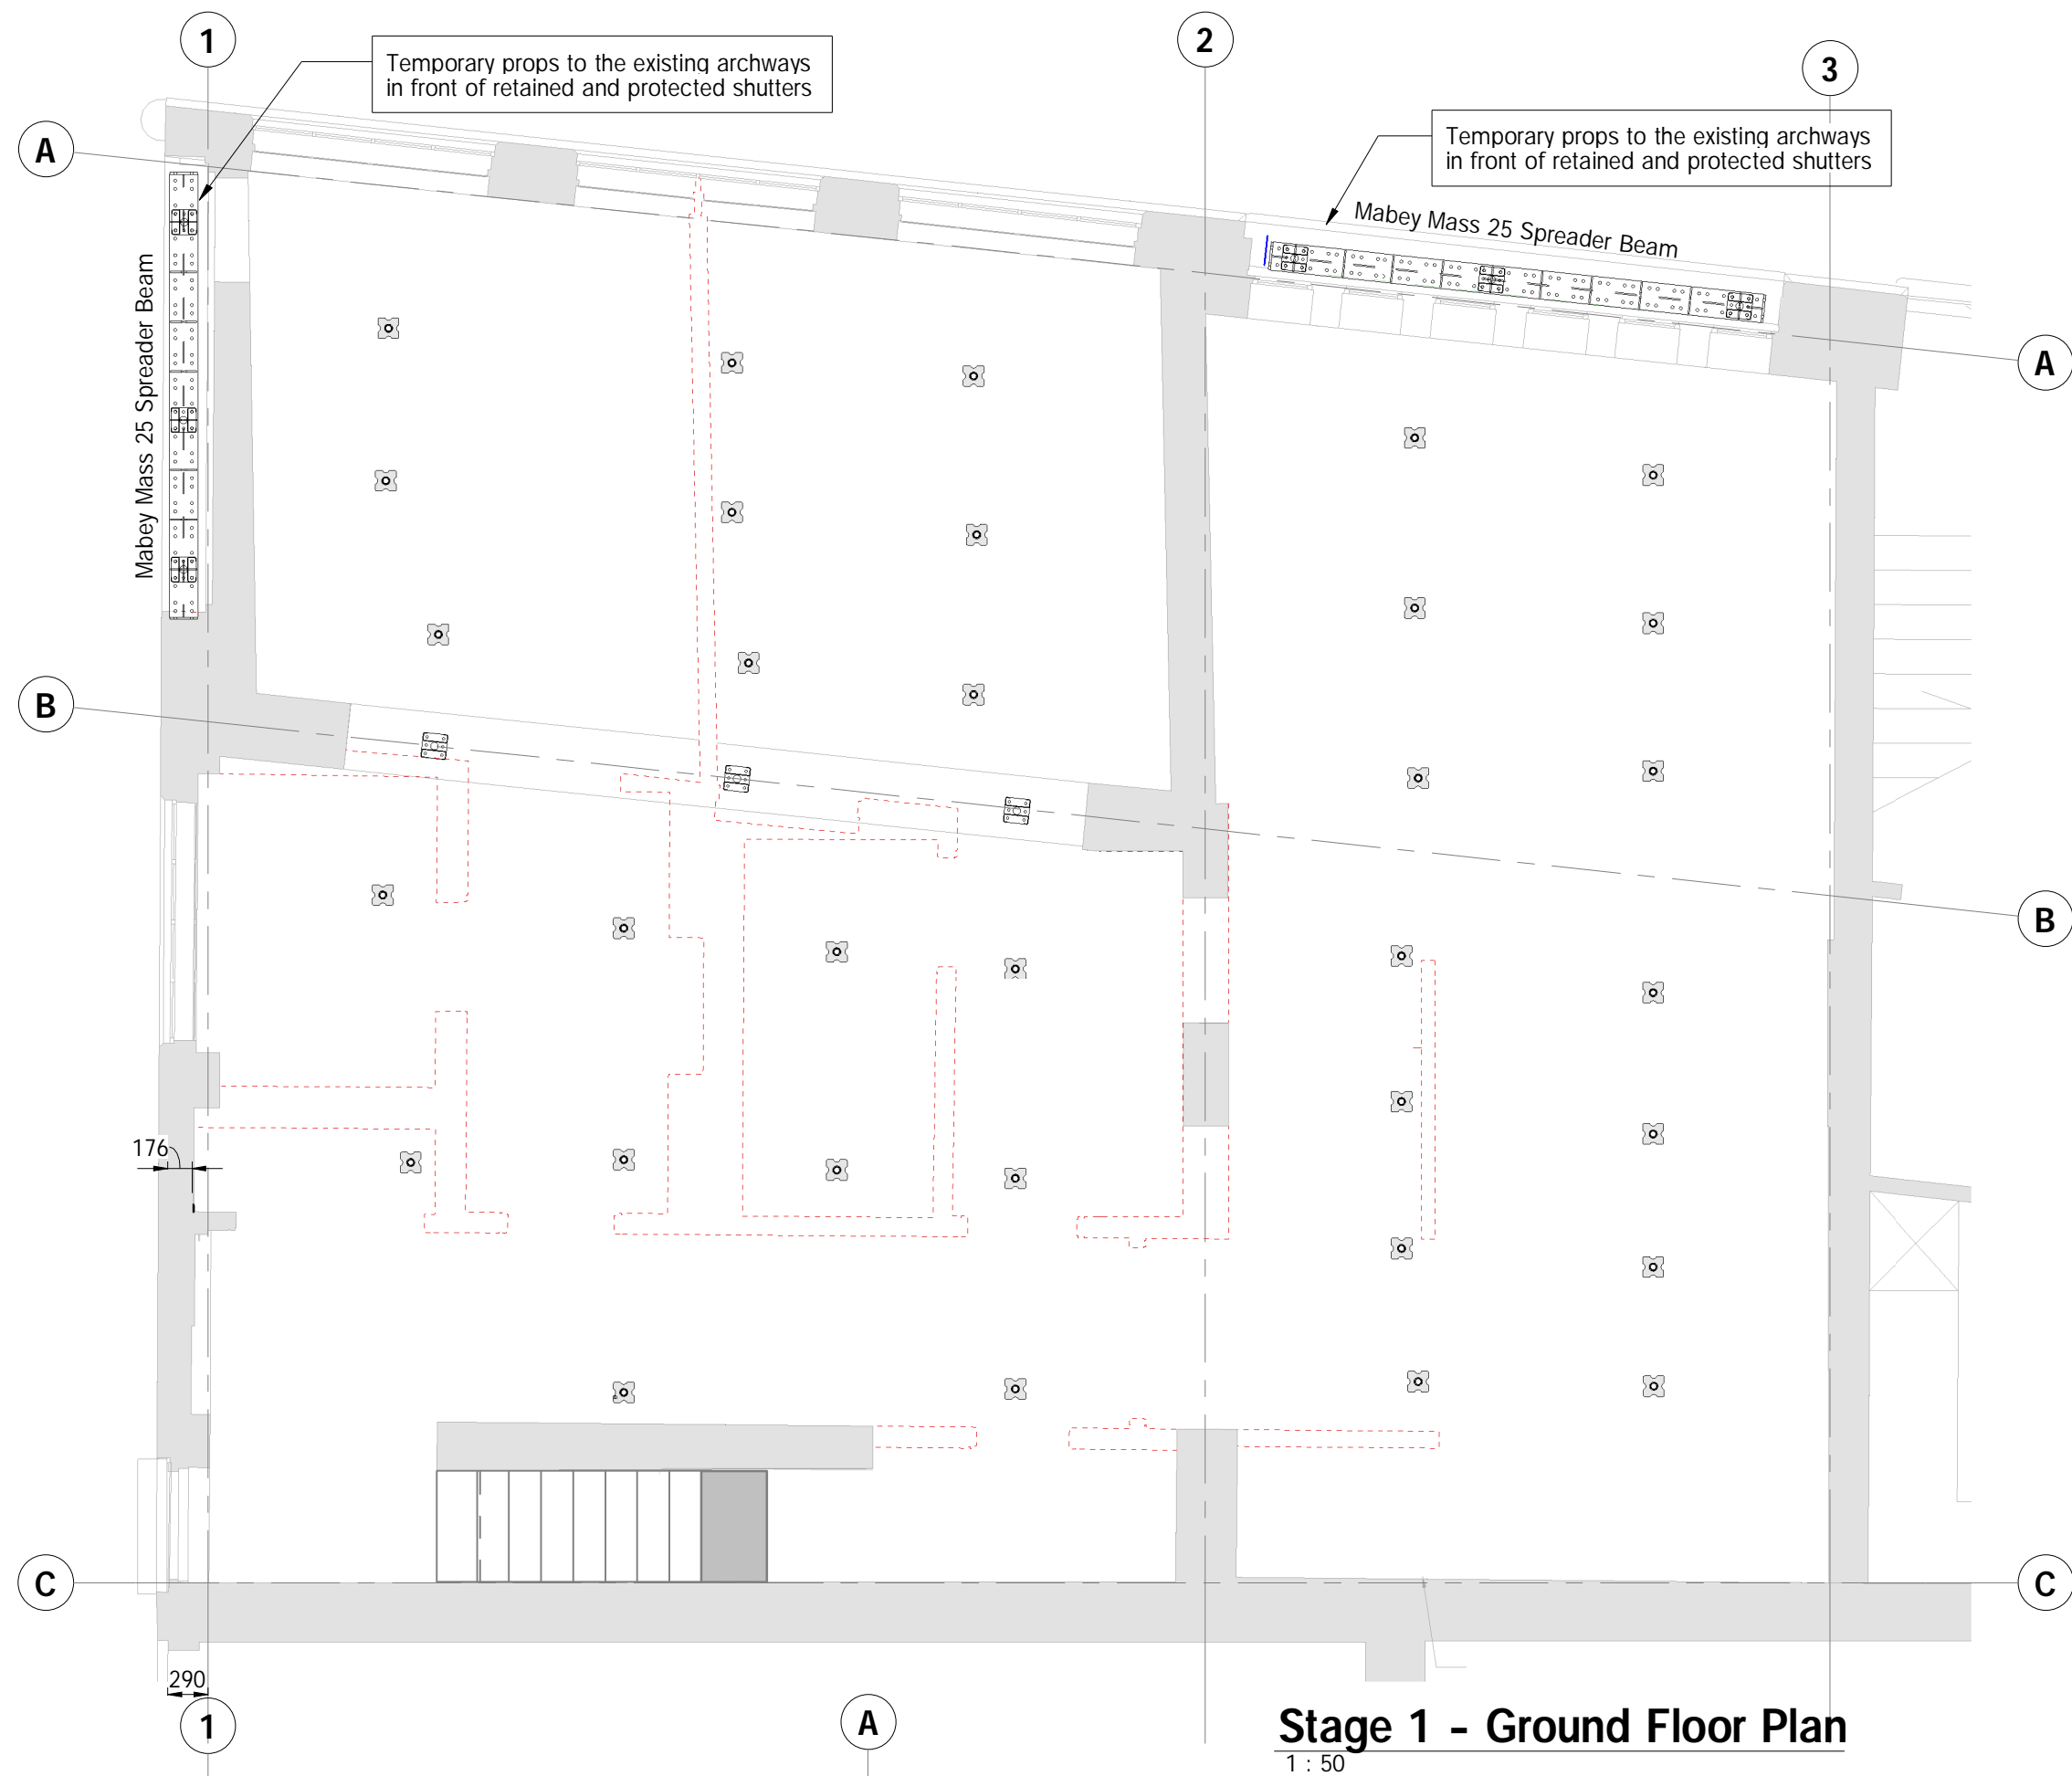 1
2
3
Temporary props to the existing archways
in front of retained and protected shutters
Temporary props to the existing archways
in front of retained and protected shutters
A
Mabey Mass 25 Spreader Beam
Mabey Mass 25 Spreader Beam
A
B
B
176
C
C
290
1
A
Stage 1 - Ground Floor Plan
1 : 50